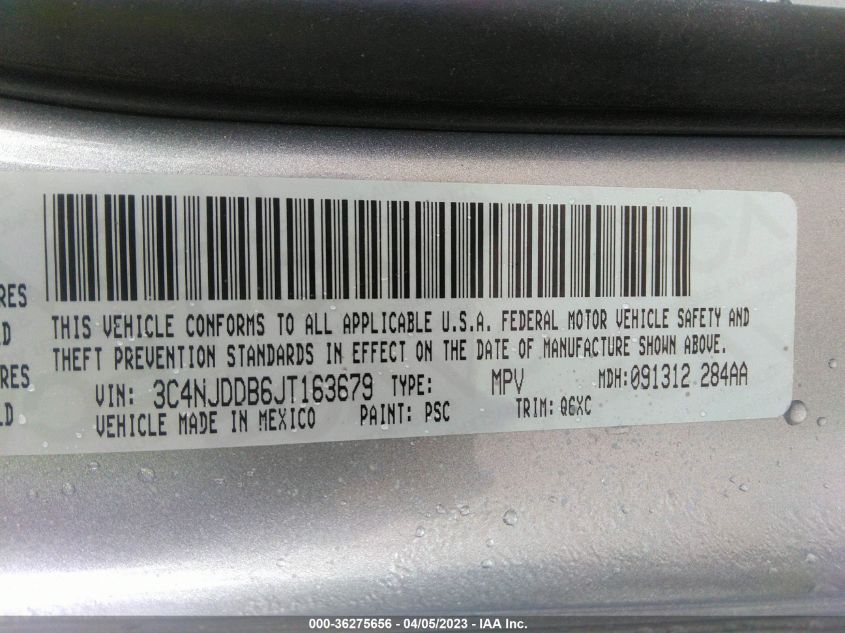 THIS VEHICLE CONFORMS TO ALL APPLICABLE U.S.A. FEDERAL MOTOR VEHICLE SAFETY AND
THEFT PREVENTION STANDARDS IN EFFECT ON THE DATE OF MANUFACTURE SHOWN ABOVE.
VIN: 3C4NJDDB6JT163679 TYPE: MPV MDH:091312 284AA
VEHICLE MADE IN MEXICO PAINT: PSC TRIM: Q6XC
RES
D
RES
LD
000-36275656 - 04/05/2023 - IAA Inc.